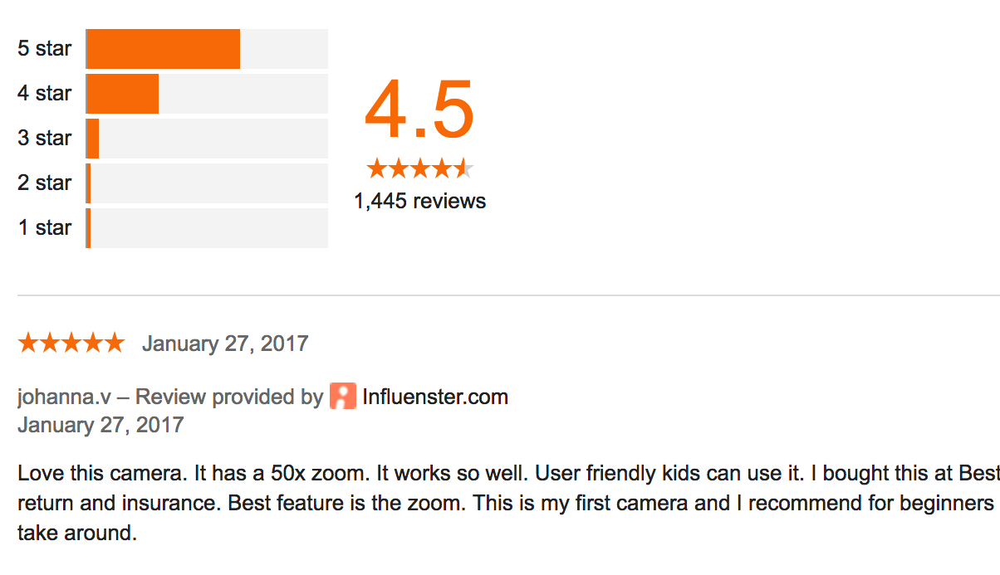 5 star
4 star
3 star
2 star
1 star
4.5
1,445 reviews
January 27, 2017
johanna.v – Review provided by Influenster.com
January 27, 2017
Love this camera. It has a 50x zoom. It works so well. User friendly kids can use it. I bought this at Best
return and insurance. Best feature is the zoom. This is my first camera and I recommend for beginners
take around.